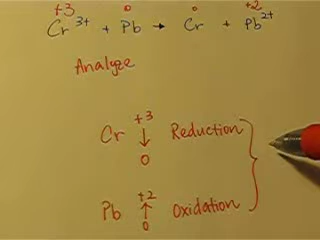 +3 0 0 +2
Cr³⁺ + Pb → Cr + Pb²⁺
Analyze
+3
Cr ↓ Reduction
0
+2
Pb ↑ Oxidation
0